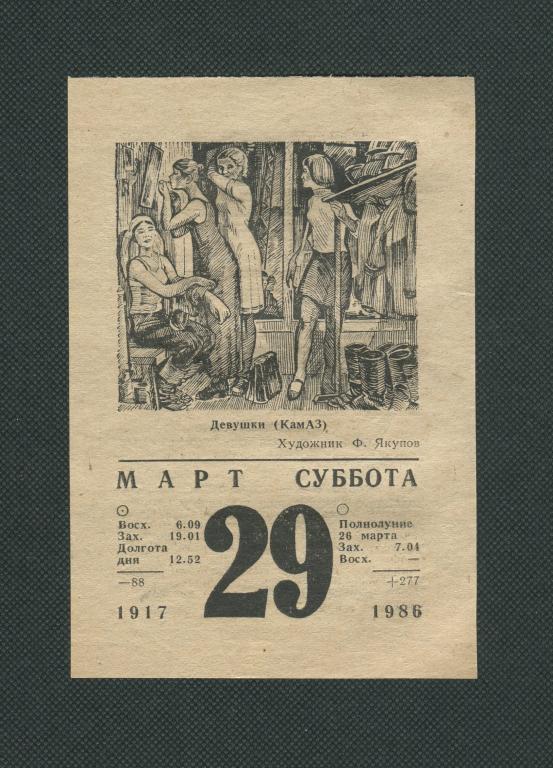 Девушки (КамАЗ)
Художник Ф. Якупов
МАРТ СУББОТА
Восх. 6.09
Зах. 19.01
Долгота
дня 12.52
—88
1917
29
Полнолуние
26 марта
Зах. 7.04
Восх. —
+277
1986